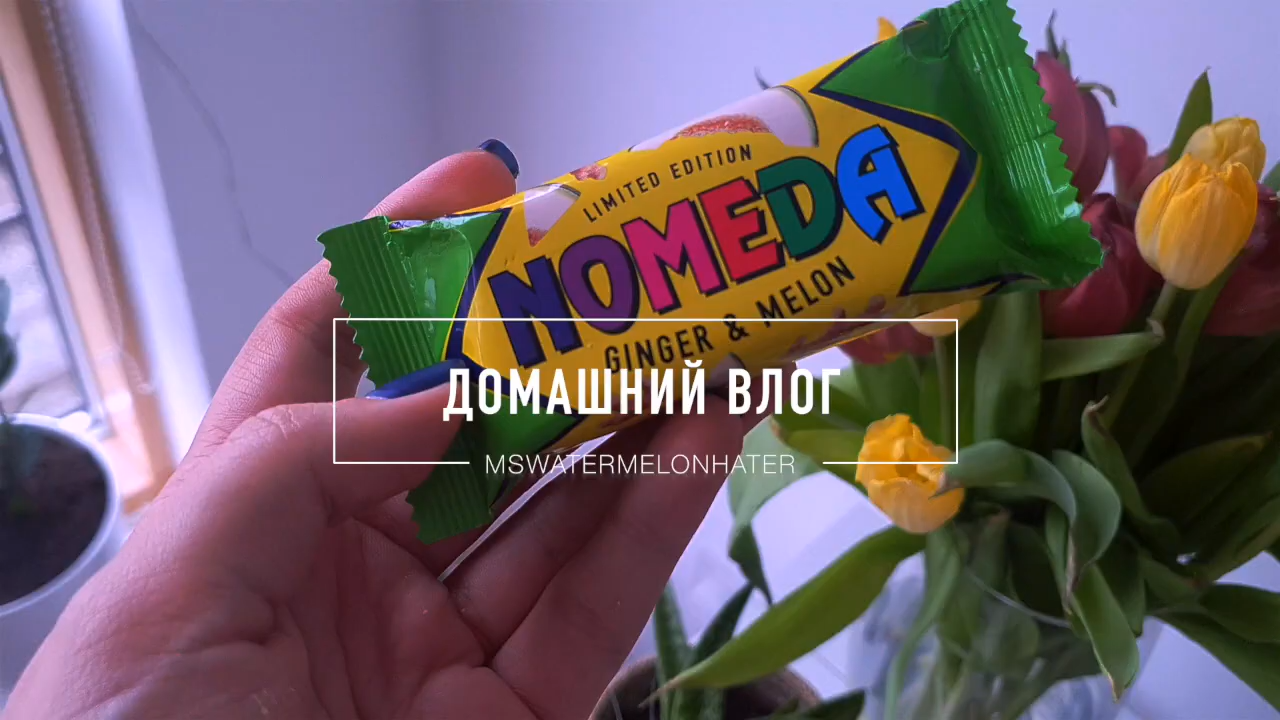 LIMITED EDITION
NOMEDA
GINGER & MELON
ДОМАШНИЙ ВЛОГ
MSWATERMELONHATER